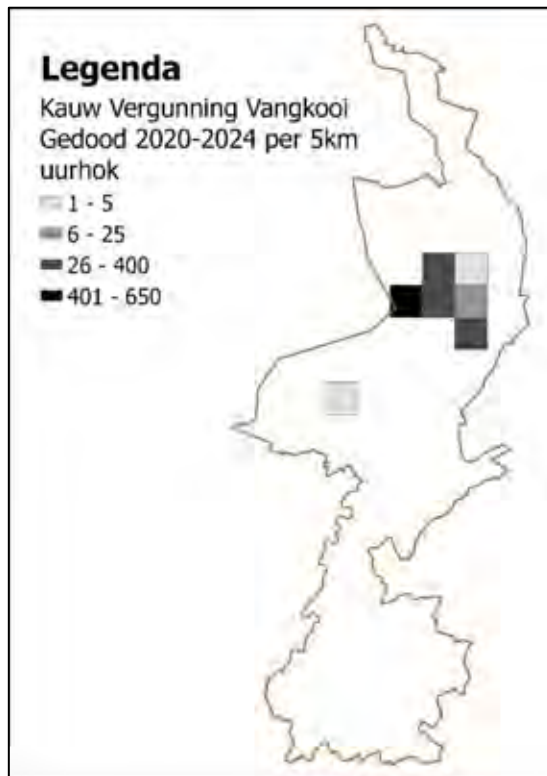 Legenda
Kauw Vergunning Vangkooi
Gedood 2020-2024 per 5km
uurhok
1 - 5
6 - 25
26 - 400
401 - 650